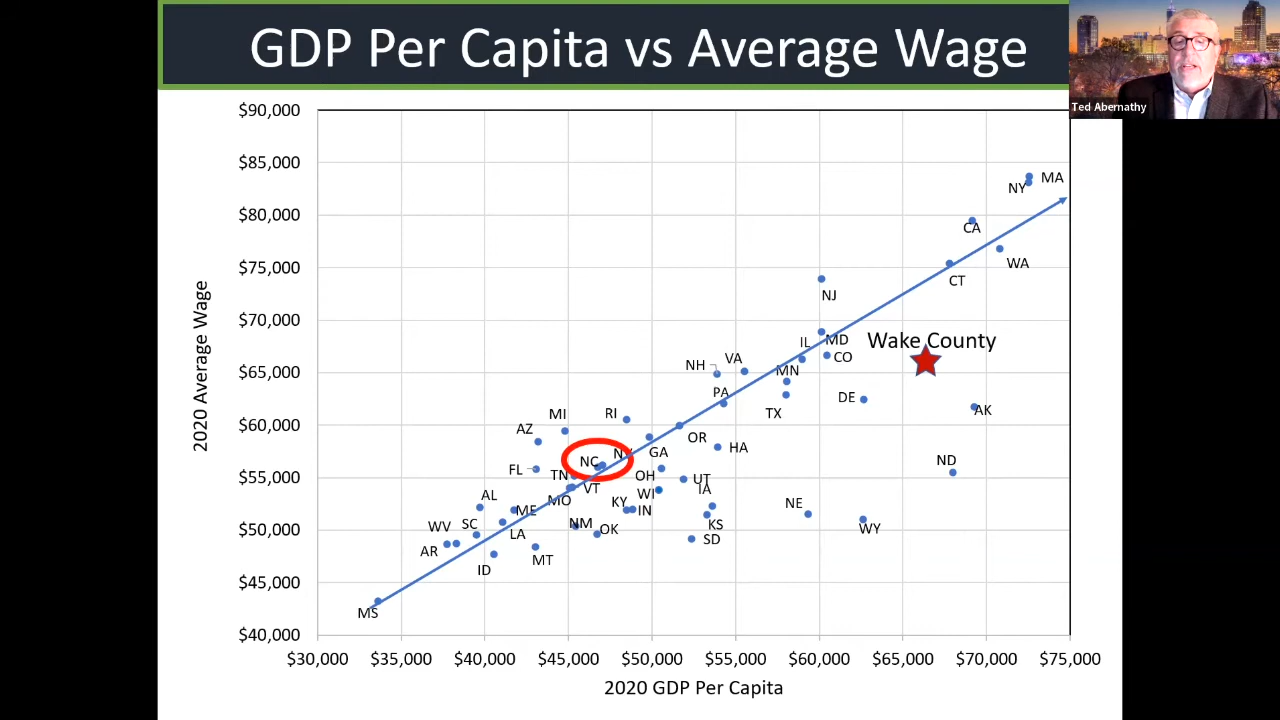 GDP Per Capita vs Average Wage
Ted Abernathy
$90,000
$85,000
$80,000
$75,000
$70,000
$65,000
$60,000
$55,000
$50,000
$45,000
$40,000
2020 Average Wage
MA
NY
CA
WA
CT
NJ
Wake County
IL
MD
CO
VA
NH
MN
PA
DE
TX
AK
MI
RI
AZ
OR
HA
GA
NC
FL
TN
OH
ND
UT
VT
WI
IA
AL
MO
KY
ME
IN
NE
WV
SC
NM
OK
KS
WY
LA
SD
AR
MT
ID
MS
$30,000 $35,000 $40,000 $45,000 $50,000 $55,000 $60,000 $65,000 $70,000 $75,000
2020 GDP Per Capita